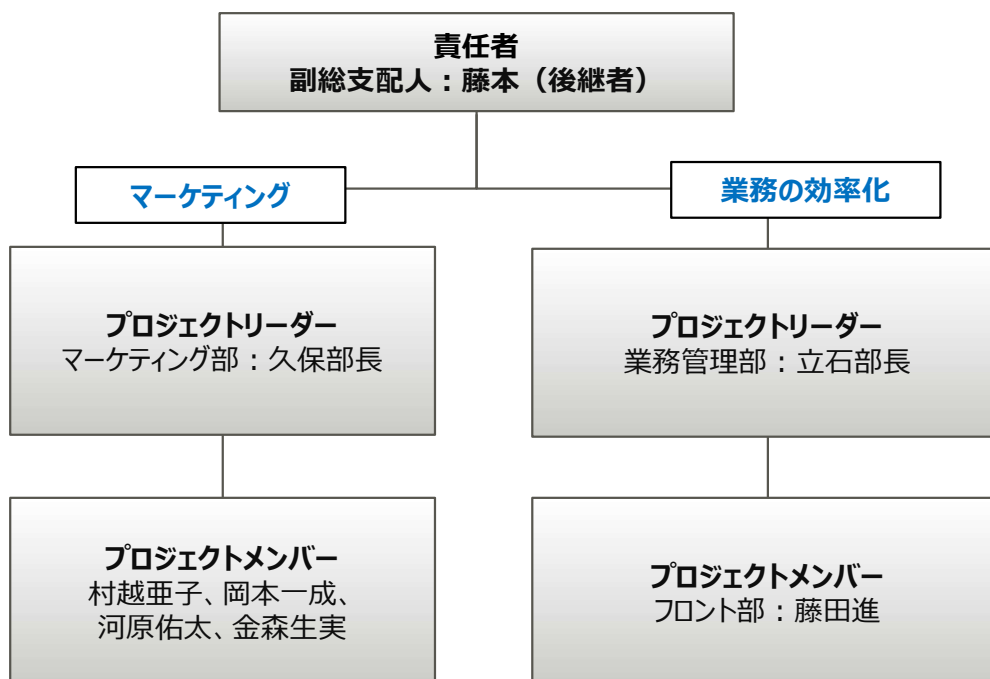 責任者
副総支配人：藤本（後継者）
マーケティング
業務の効率化
プロジェクトリーダー
マーケティング部：久保部長
プロジェクトリーダー
業務管理部：立石部長
プロジェクトメンバー
村越亜子、岡本一成、
河原佑太、金森生実
プロジェクトメンバー
フロント部：藤田進